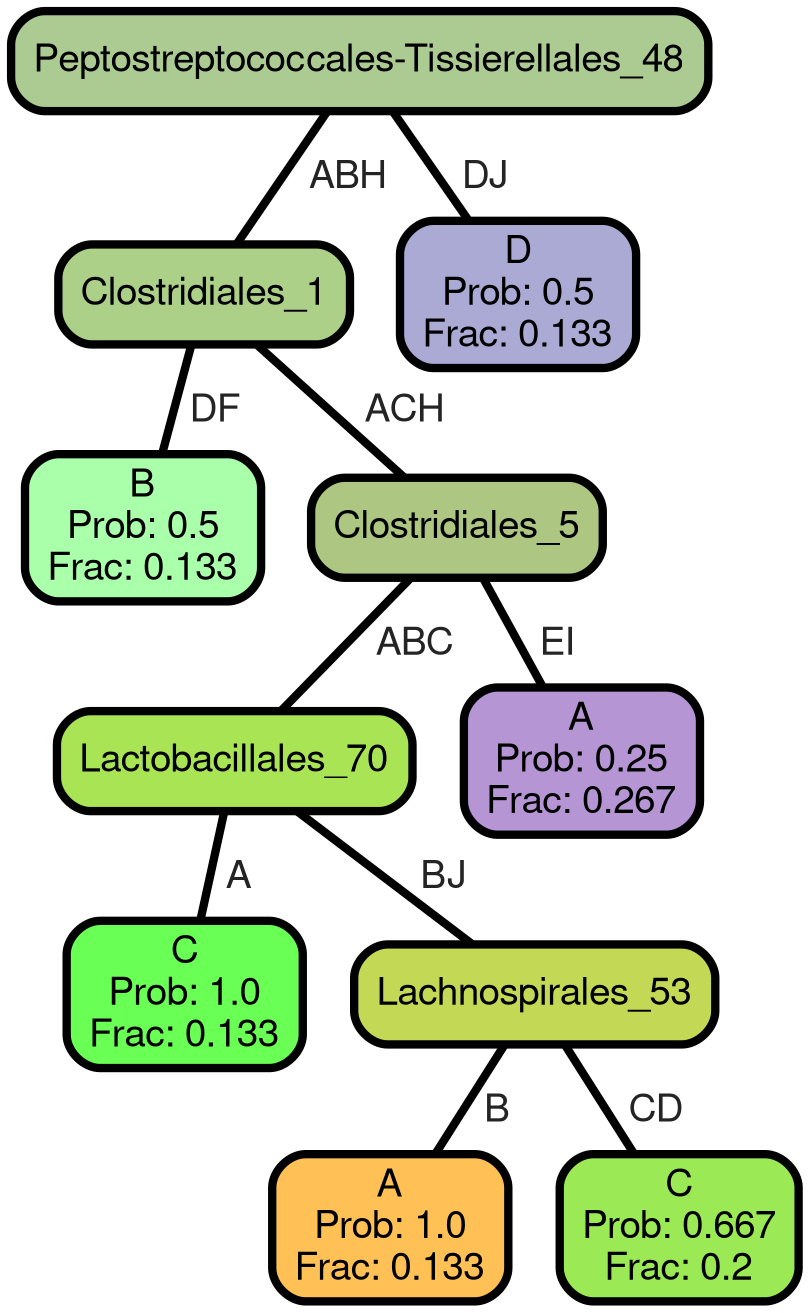 Peptostreptococcales-Tissierellales_48
ABH
DJ
Clostridiales_1
D
Prob: 0.5
Frac: 0.133
DF
ACH
B
Prob: 0.5
Frac: 0.133
Clostridiales_5
ABC
EI
Lactobacillales_70
A
Prob: 0.25
Frac: 0.267
A
BJ
C
Prob: 1.0
Frac: 0.133
Lachnospirales_53
B
CD
A
Prob: 1.0
Frac: 0.133
C
Prob: 0.667
Frac: 0.2